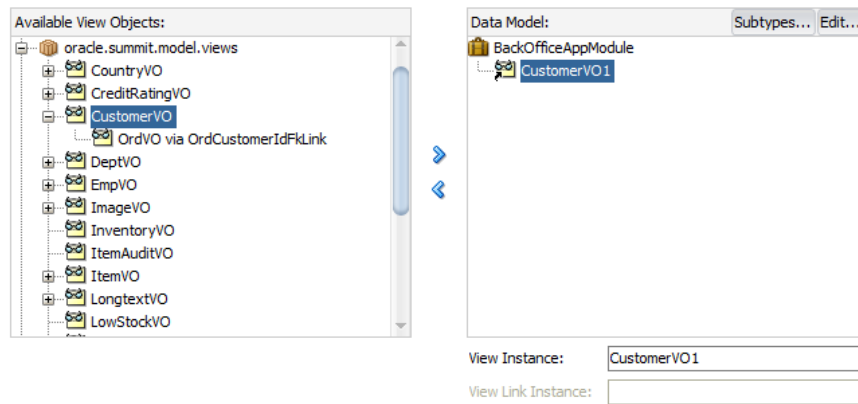 Available View Objects:
oracle.summit.model.views
CountryVO
CreditRatingVO
CustomerVO
OrdVO via OrdCustomerIdFkLink
DeptVO
EmpVO
ImageVO
InventoryVO
ItemAuditVO
ItemVO
LongtextVO
LowStockVO
Data Model:
Subtypes... Edit...
BackOfficeAppModule
CustomerVO1
View Instance: CustomerVO1
View Link Instance: